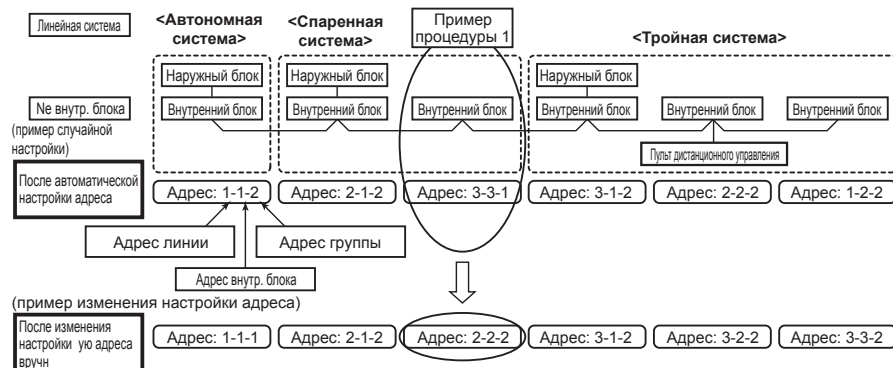 Линейная система
<Автономная
система>
<Спаренная
система>
Пример
процедуры 1
<Тройная система>
Наружный блок
Наружный блок
Наружный блок
Nе внутр. блока
Внутренний блок
Внутренний блок
Внутренний блок
Внутренний блок
Внутренний блок
Внутренний блок
(пример случайной
настройки)
Пульт дистанционного управления
После автоматической
настройки адреса
Адрес: 1-1-2
Адрес: 2-1-2
Адрес: 3-3-1
Адрес: 3-1-2
Адрес: 2-2-2
Адрес: 1-2-2
Адрес линии
Адрес группы
Адрес внутр. блока
(пример изменения настройки адреса)
После изменения
настройки ую адреса
вручн
Адрес: 1-1-1
Адрес: 2-1-2
Адрес: 2-2-2
Адрес: 3-1-2
Адрес: 3-2-2
Адрес: 3-3-2